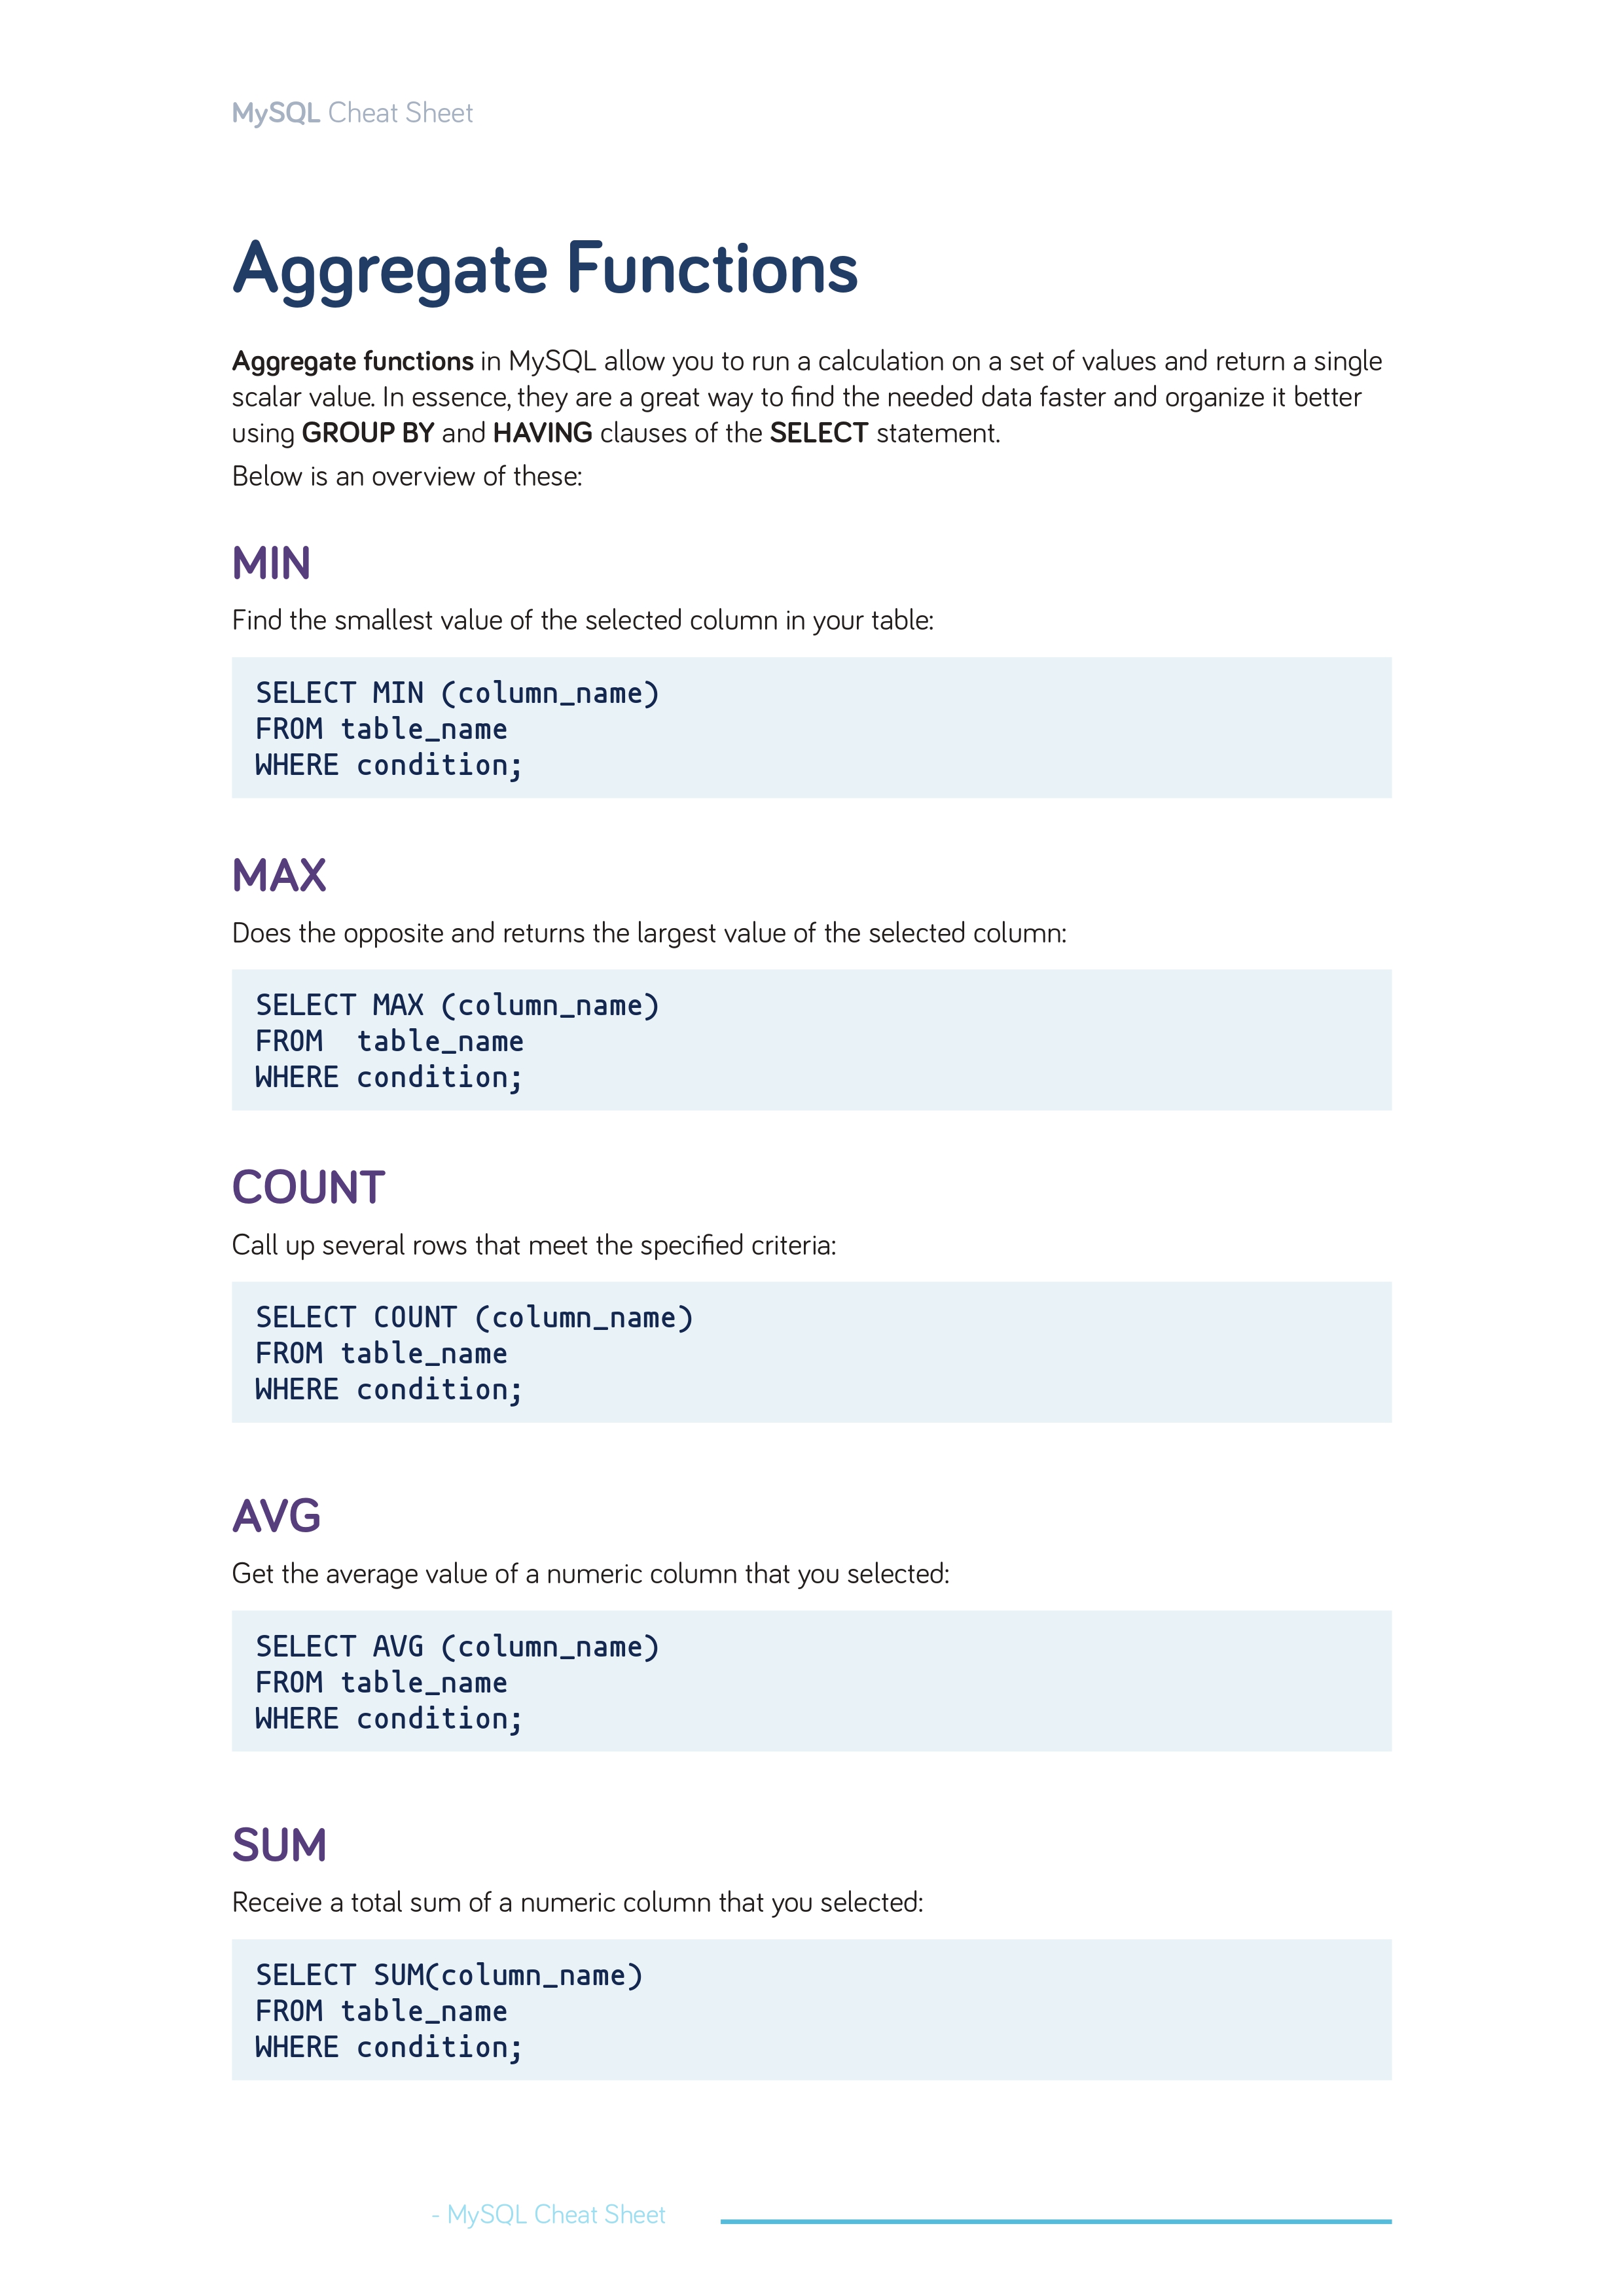 MySQL Cheat Sheet
Aggregate Functions
Aggregate functions in MySQL allow you to run a calculation on a set of values and return a single
scalar value. In essence, they are a great way to find the needed data faster and organize it better
using GROUP BY and HAVING clauses of the SELECT statement.
Below is an overview of these:
MIN
Find the smallest value of the selected column in your table:
SELECT MIN (column_name)
FROM table_name
WHERE condition;
MAX
Does the opposite and returns the largest value of the selected column:
SELECT MAX (column_name)
FROM  table_name
WHERE condition;
COUNT
Call up several rows that meet the specified criteria:
SELECT COUNT (column_name)
FROM table_name
WHERE condition;
AVG
Get the average value of a numeric column that you selected:
SELECT AVG (column_name)
FROM table_name
WHERE condition;
SUM
Receive a total sum of a numeric column that you selected:
SELECT SUM(column_name)
FROM table_name
WHERE condition;
- MySQL Cheat Sheet